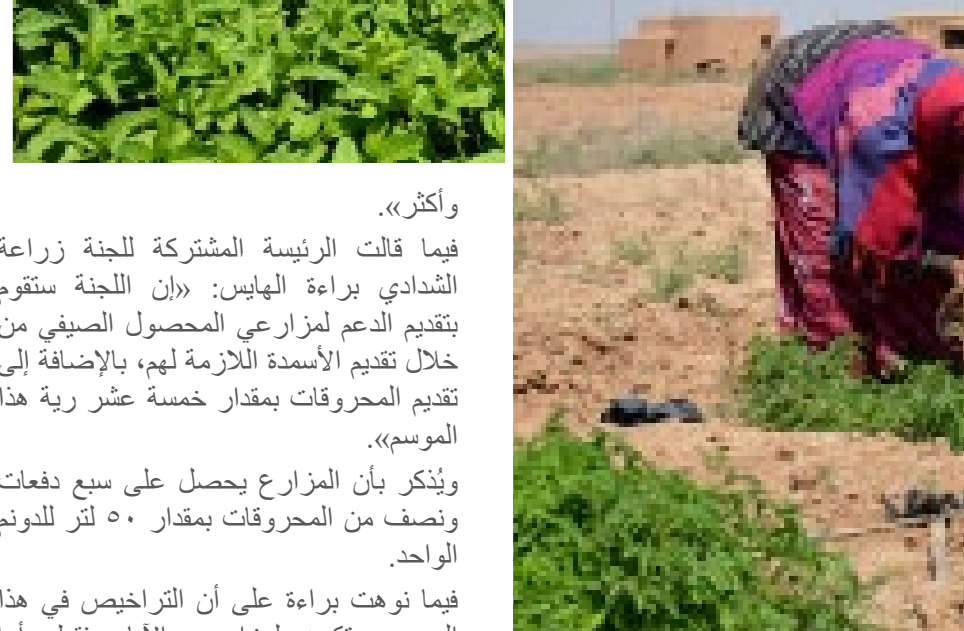 وأكثر».
فيما قالت الرئيسة المشتركة للجنة زراعة
الشدادي براءة الهايس: «إن اللجنة ستقوم
بتقديم الدعم لمزارعي المحصول الصيفي من
خلال تقديم الأسمدة اللازمة لهم، بالإضافة إلى
تقديم المحروقات بمقدار خمسة عشر رية هذا
الموسم».
ويُذكر بأن المزارع يحصل على سبع دفعات
ونصف من المحروقات بمقدار ٥٠ لتر للدونم
الواحد.
فيما نوهت براءة على أن التراخيص في هذا